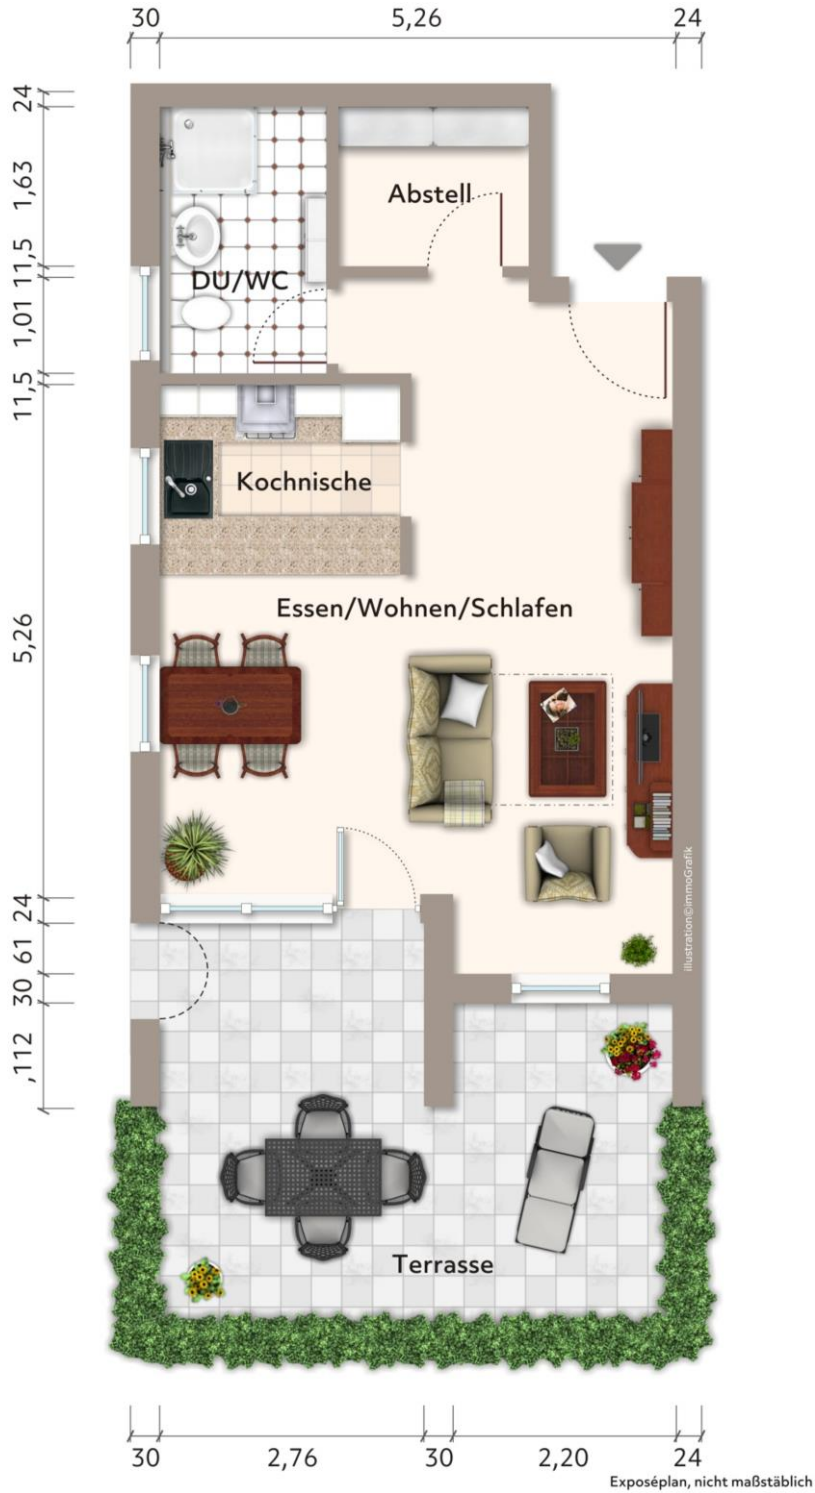 30 5,26 24
24
1,63
11,5
1,01
11,5
5,26
24
61
30
,112
Abstell
DU/WC
Kochnische
Essen/Wohnen/Schlafen
illustration©immoGrafik
Terrasse
30 2,76 30 2,20 24
Exposéplan, nicht maßstäblich